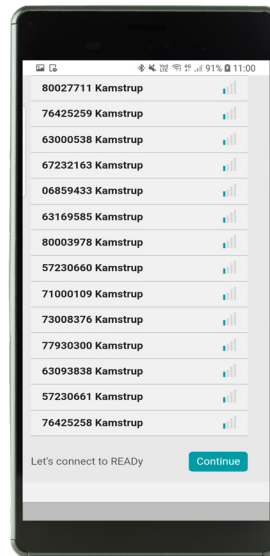 91% 11:00
80027711 Kamstrup
76425259 Kamstrup
63000538 Kamstrup
67232163 Kamstrup
06859433 Kamstrup
63169585 Kamstrup
80003978 Kamstrup
57230660 Kamstrup
71000109 Kamstrup
73008376 Kamstrup
77930300 Kamstrup
63093838 Kamstrup
57230661 Kamstrup
76425258 Kamstrup
Let's connect to READy
Continue